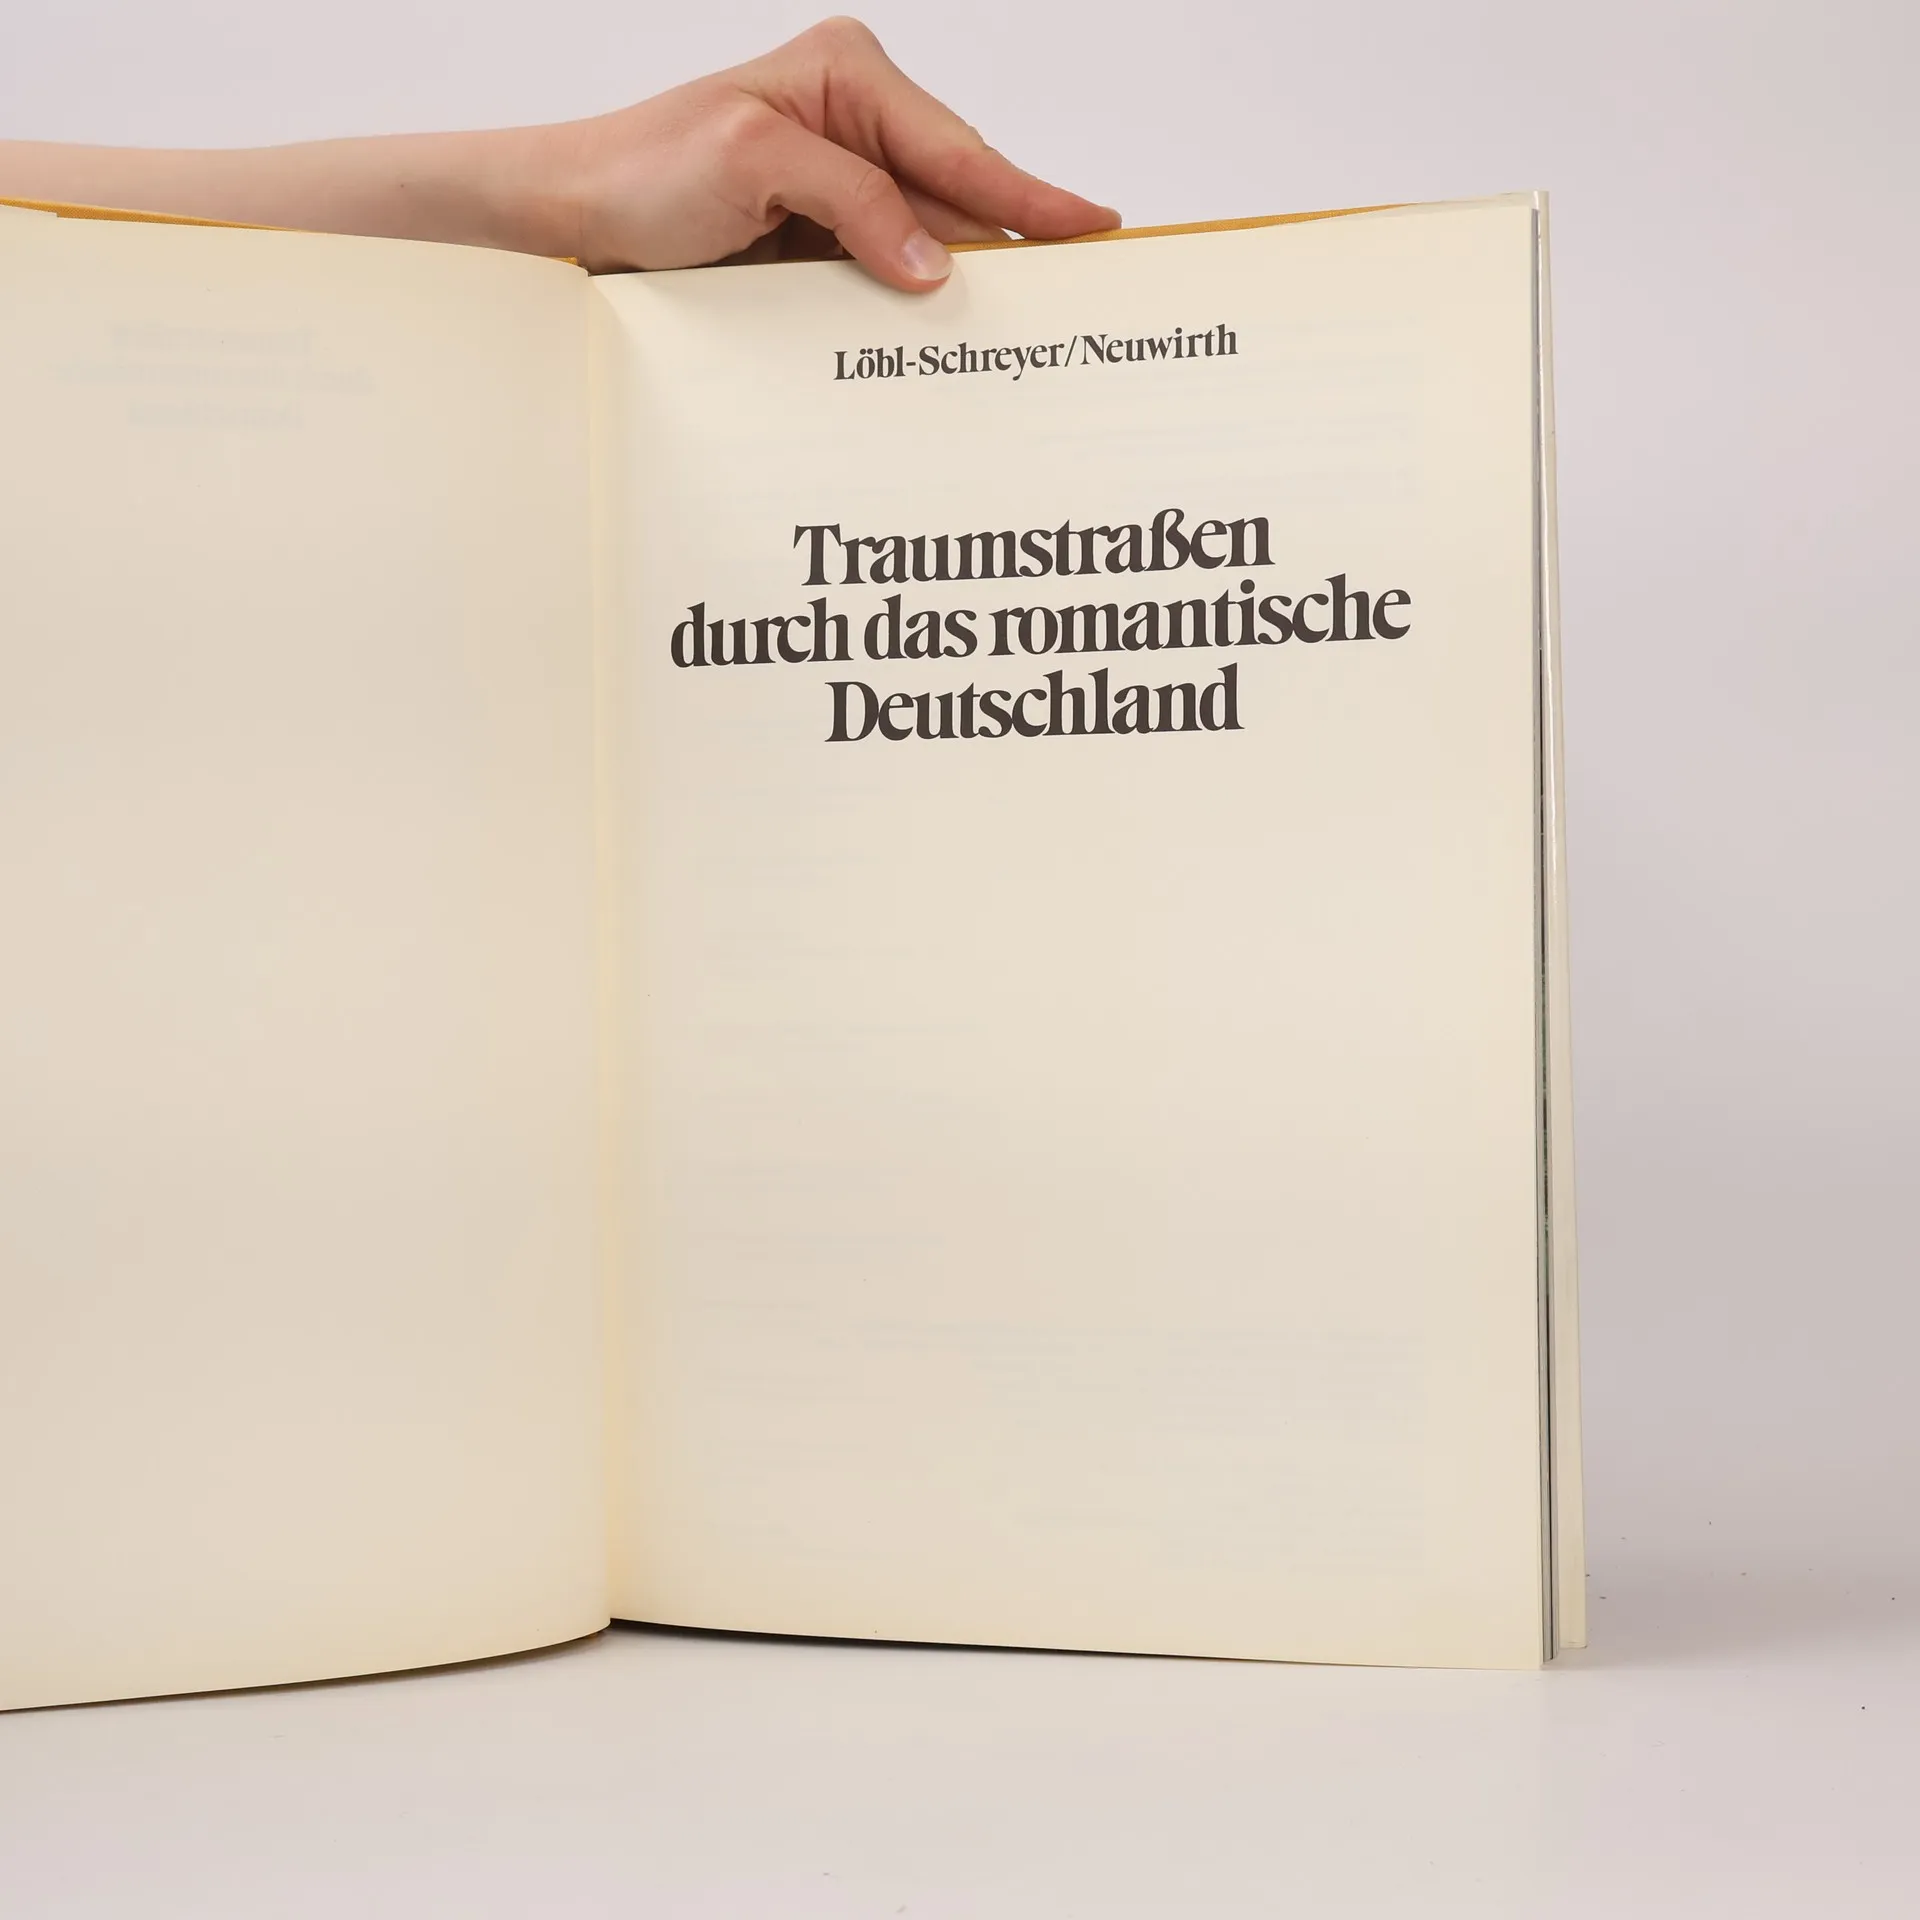 Löbl-Schreyer/Neuwirth
Traumstraßen
durch das romantische
Deutschland